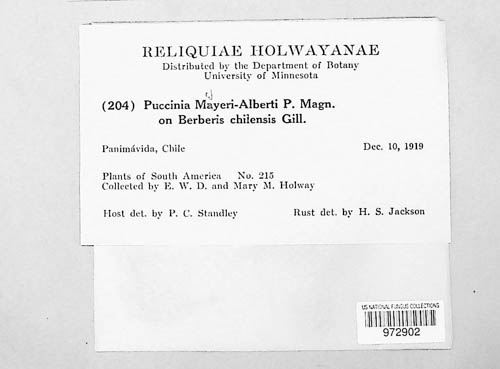 RELIQUIAE HOLWAYANAE
Distributed by the Department of Botany
University of Minnesota
(204) Puccinia Mayeri-Alberti P. Magn.
on Berberis chilensis Gill.
Panimávida, Chile Dec. 10, 1919
Plants of South America No. 215
Collected by E. W. D. and Mary M. Holway
Host det. by P. C. Standley Rust det. by H. S. Jackson
US NATIONAL FUNGUS COLLECTIONS
972902